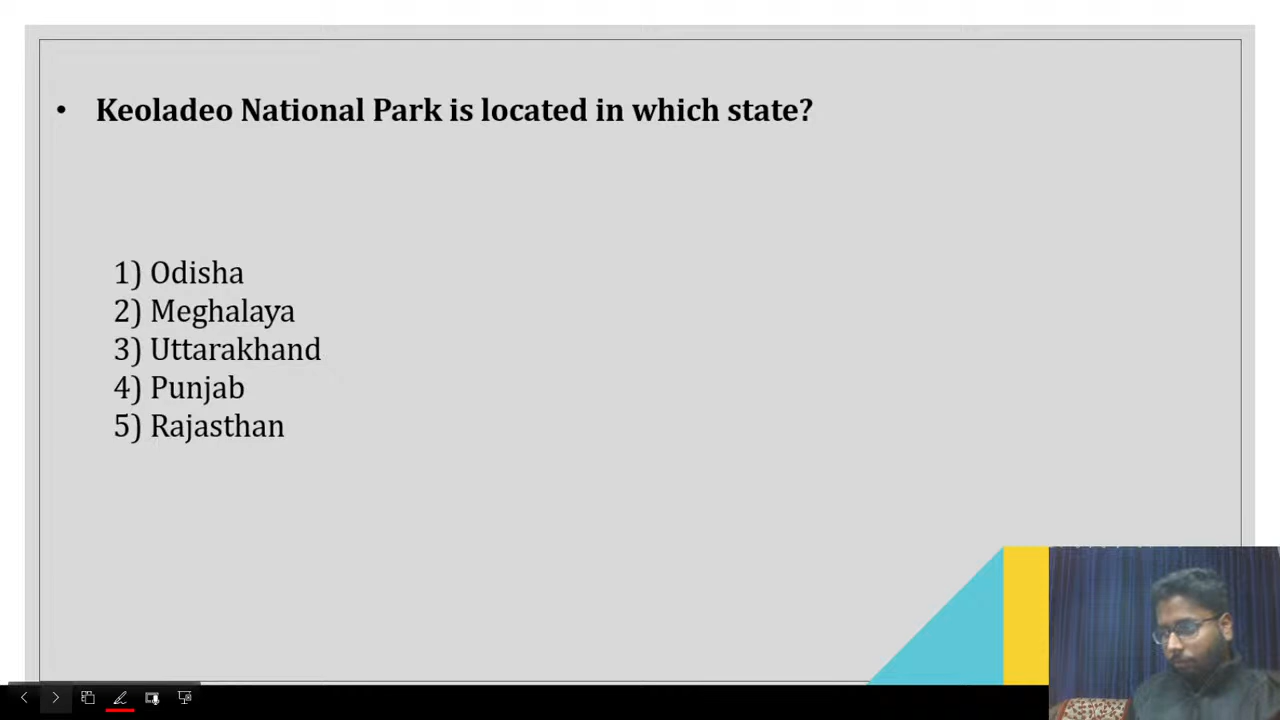 • Keoladeo National Park is located in which state?
1) Odisha
2) Meghalaya
3) Uttarakhand
4) Punjab
5) Rajasthan